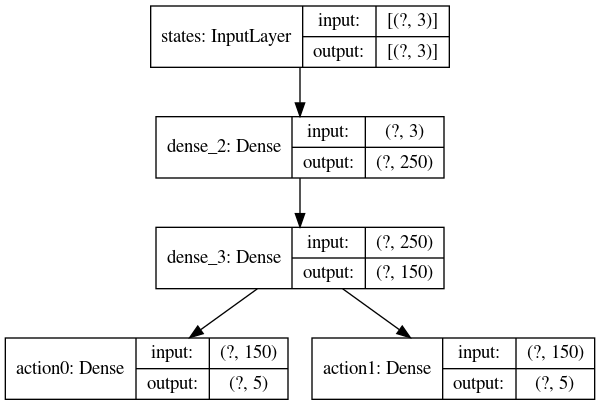 states: InputLayer input: [(?, 3)]
output: [(?, 3)]
dense_2: Dense input: (?, 3)
output: (?, 250)
dense_3: Dense input: (?, 250)
output: (?, 150)
action0: Dense input: (?, 150)
output: (?, 5)
action1: Dense input: (?, 150)
output: (?, 5)